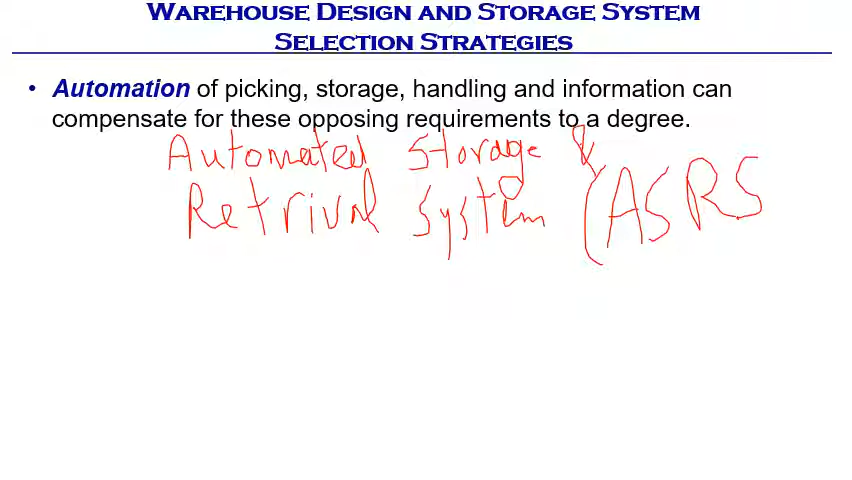 WAREHOUSE DESIGN AND STORAGE SYSTEM
SELECTION STRATEGIES
• Automation of picking, storage, handling and information can
compensate for these opposing requirements to a degree.
Automated Storage &
Retrival System (ASRS